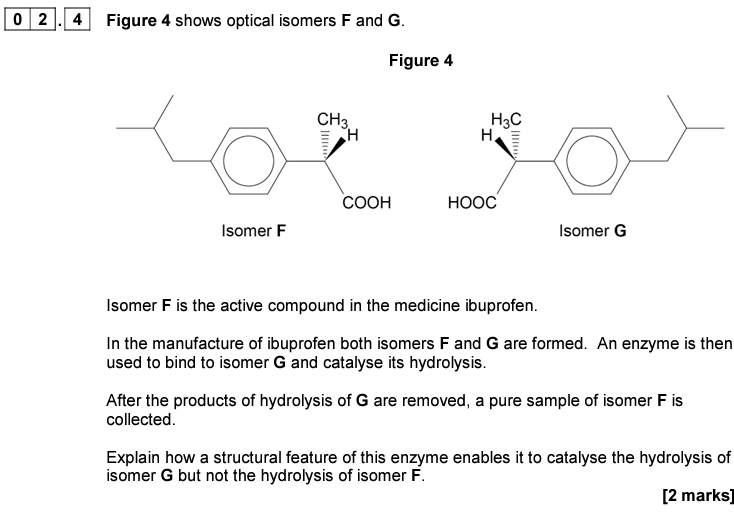 0 2 . 4 Figure 4 shows optical isomers F and G.
Figure 4
CH3
H
COOH
Isomer F
H3C
H
HOOC
Isomer G
Isomer F is the active compound in the medicine ibuprofen.
In the manufacture of ibuprofen both isomers F and G are formed. An enzyme is then
used to bind to isomer G and catalyse its hydrolysis.
After the products of hydrolysis of G are removed, a pure sample of isomer F is
collected.
Explain how a structural feature of this enzyme enables it to catalyse the hydrolysis of
isomer G but not the hydrolysis of isomer F.
[2 marks]